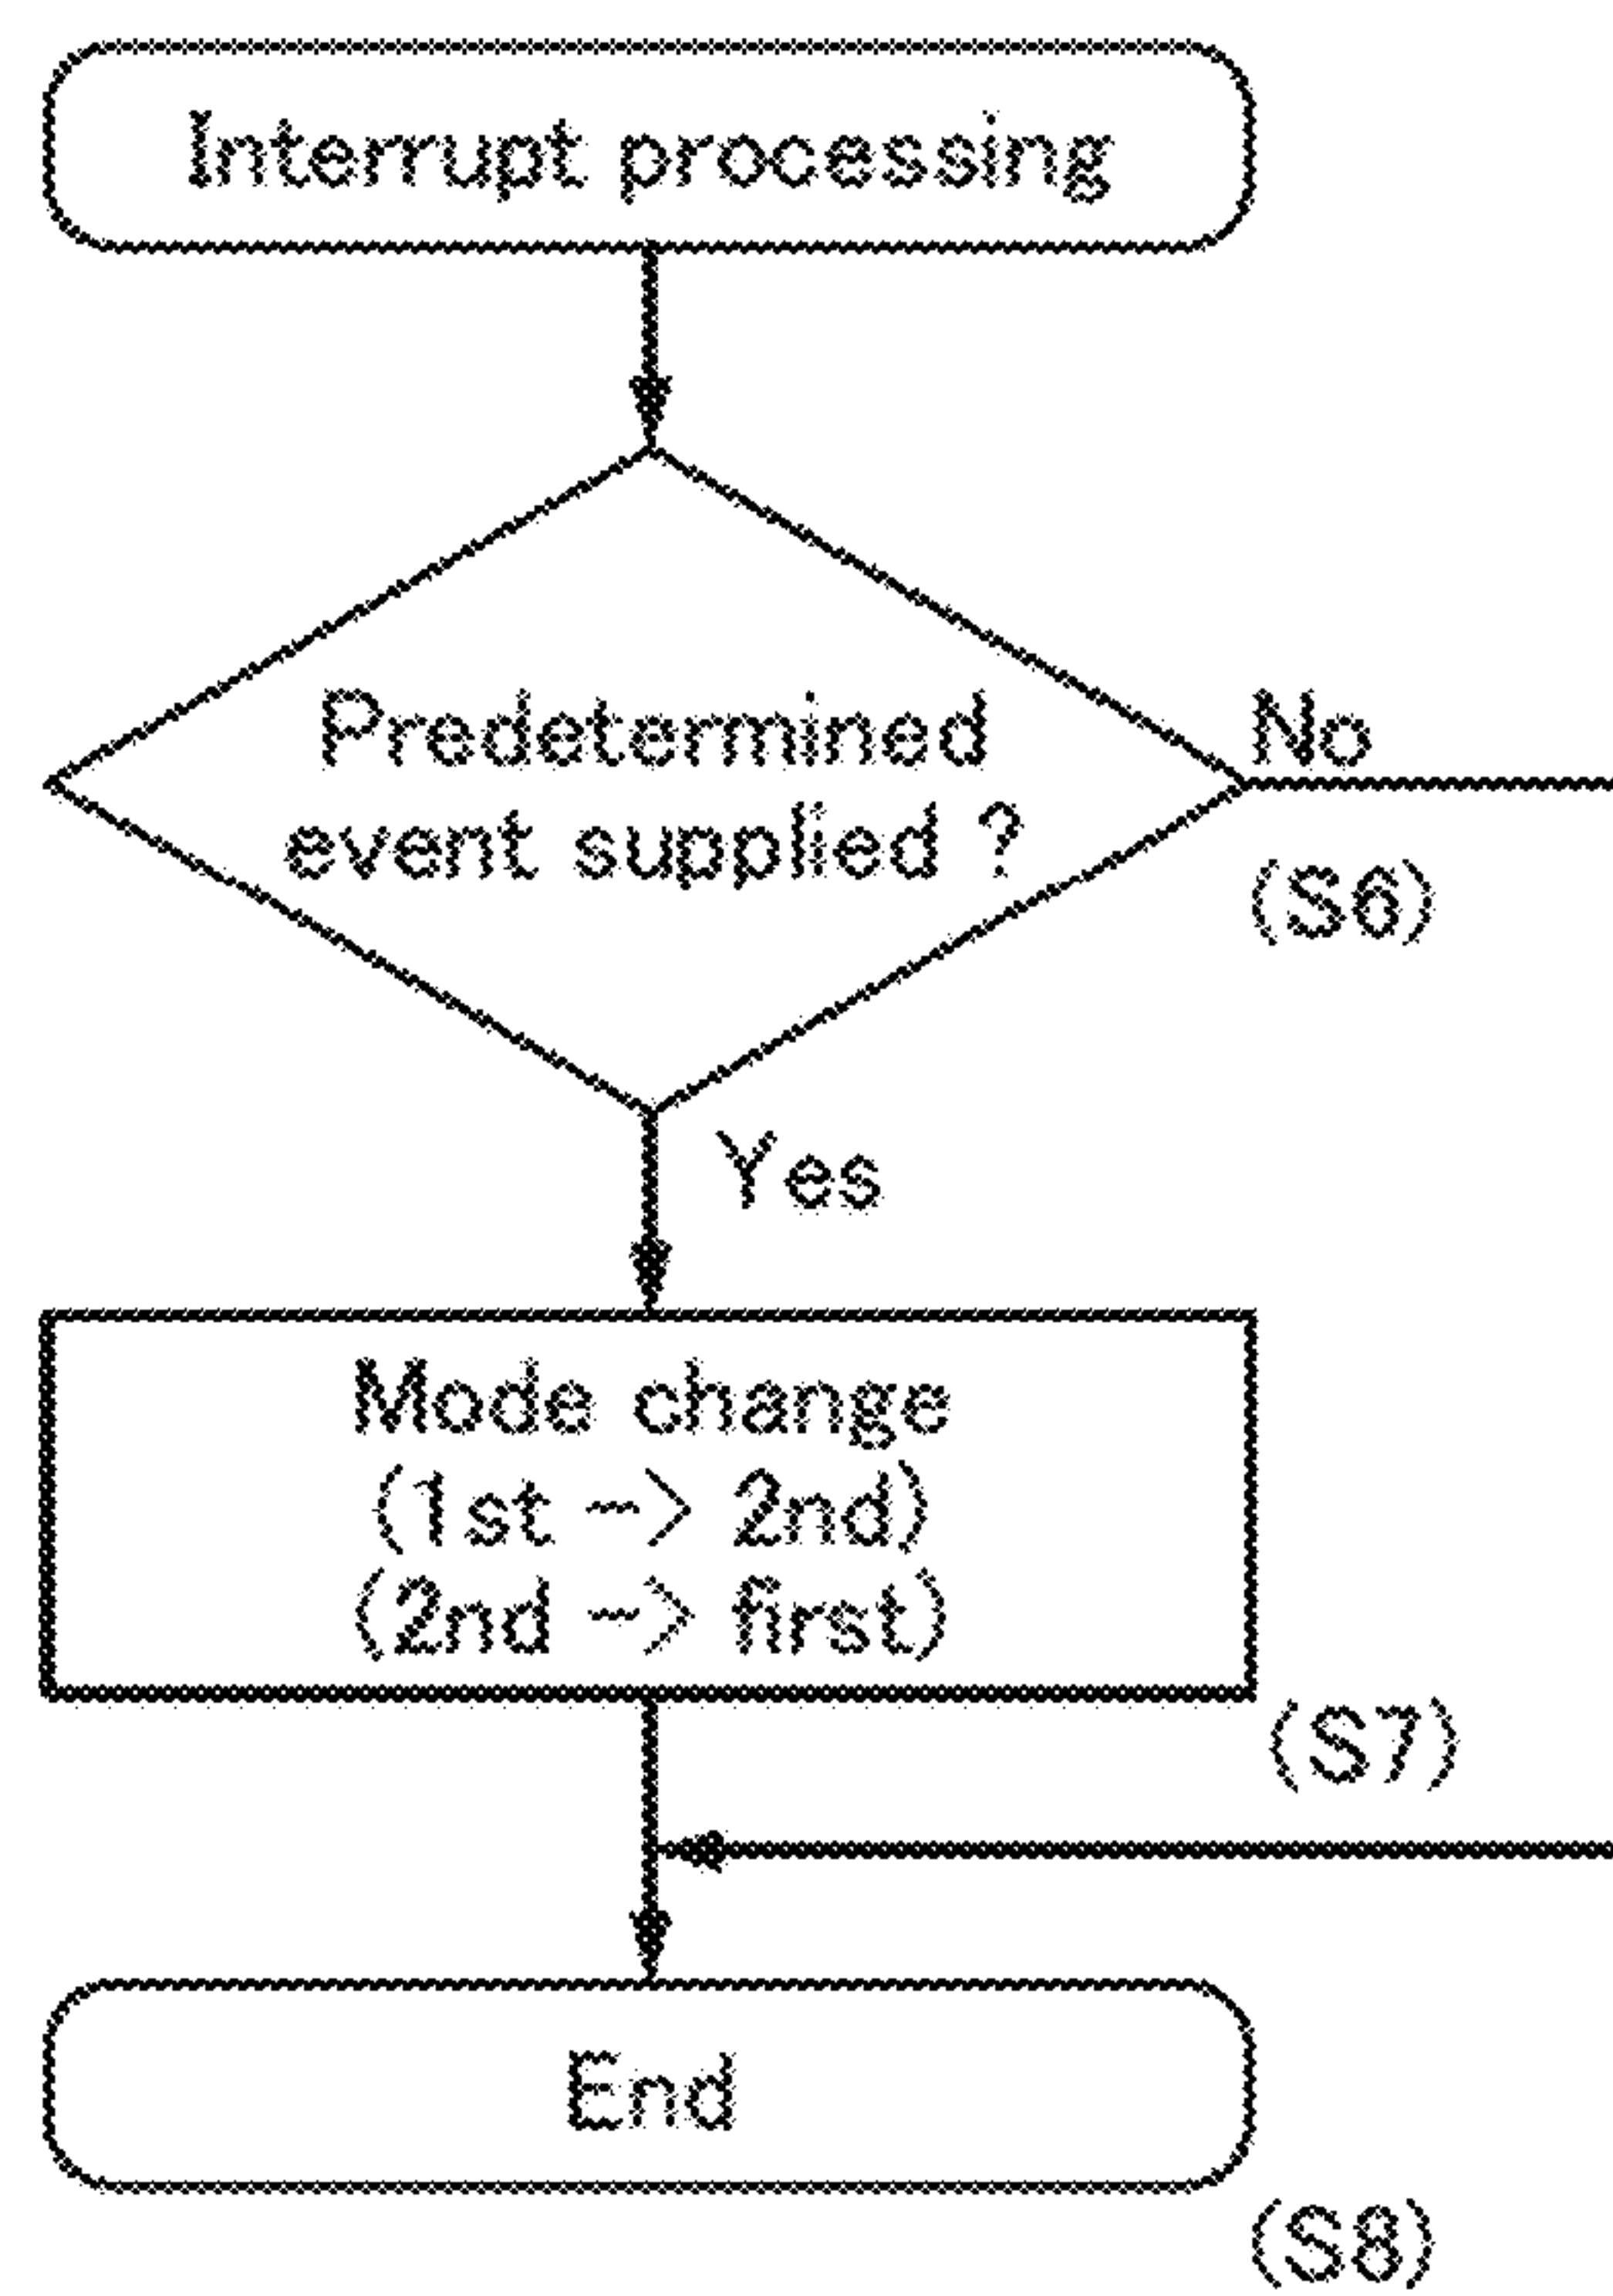 Interrupt processing
Predetermined
event supplied ?
No
(S6)
Yes
Mode change
(1st -> 2nd)
(2nd -> first)
(S7)
End
(S8)